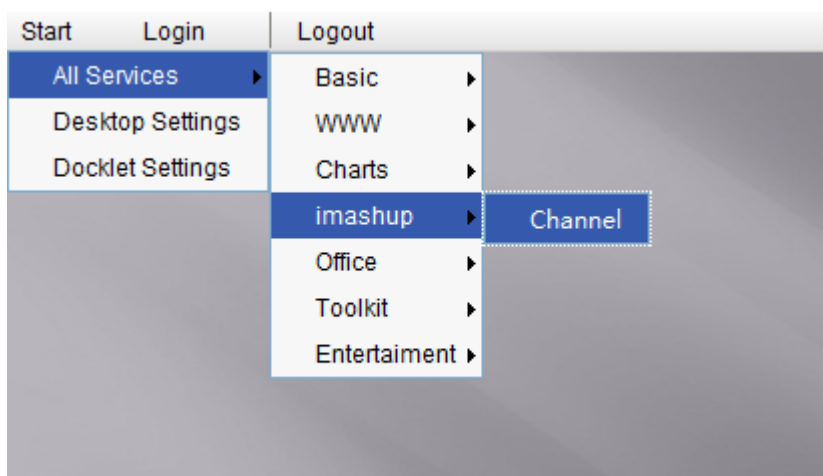 Start Login Logout
All Services
Desktop Settings
Docklet Settings
Basic
WWW
Charts
imashup
Office
Toolkit
Entertaiment
Channel